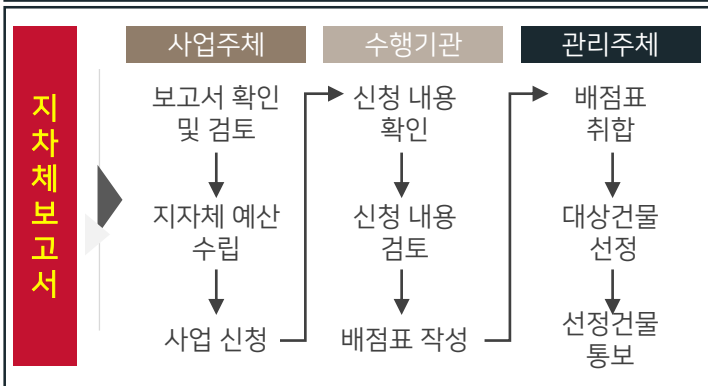 지차체보고서
사업주체
보고서 확인
및 검토
지자체 예산
수립
사업 신청
수행기관
신청 내용
확인
신청 내용
검토
배점표 작성
관리주체
배점표
취합
대상건물
선정
선정건물
통보